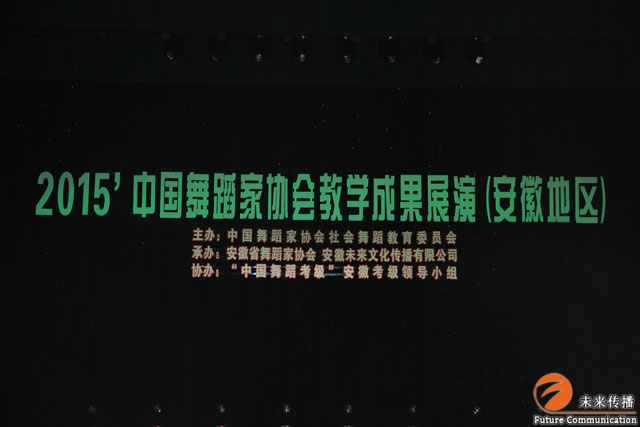 2015’中国舞蹈家协会教学成果展演(安徽地区)
主办：中国舞蹈家协会社会舞蹈教育委员会
承办：安徽省舞蹈家协会 安徽未来文化传播有限公司
协办：“中国舞蹈考级”安徽考级领导小组
未来传播
Future Communication